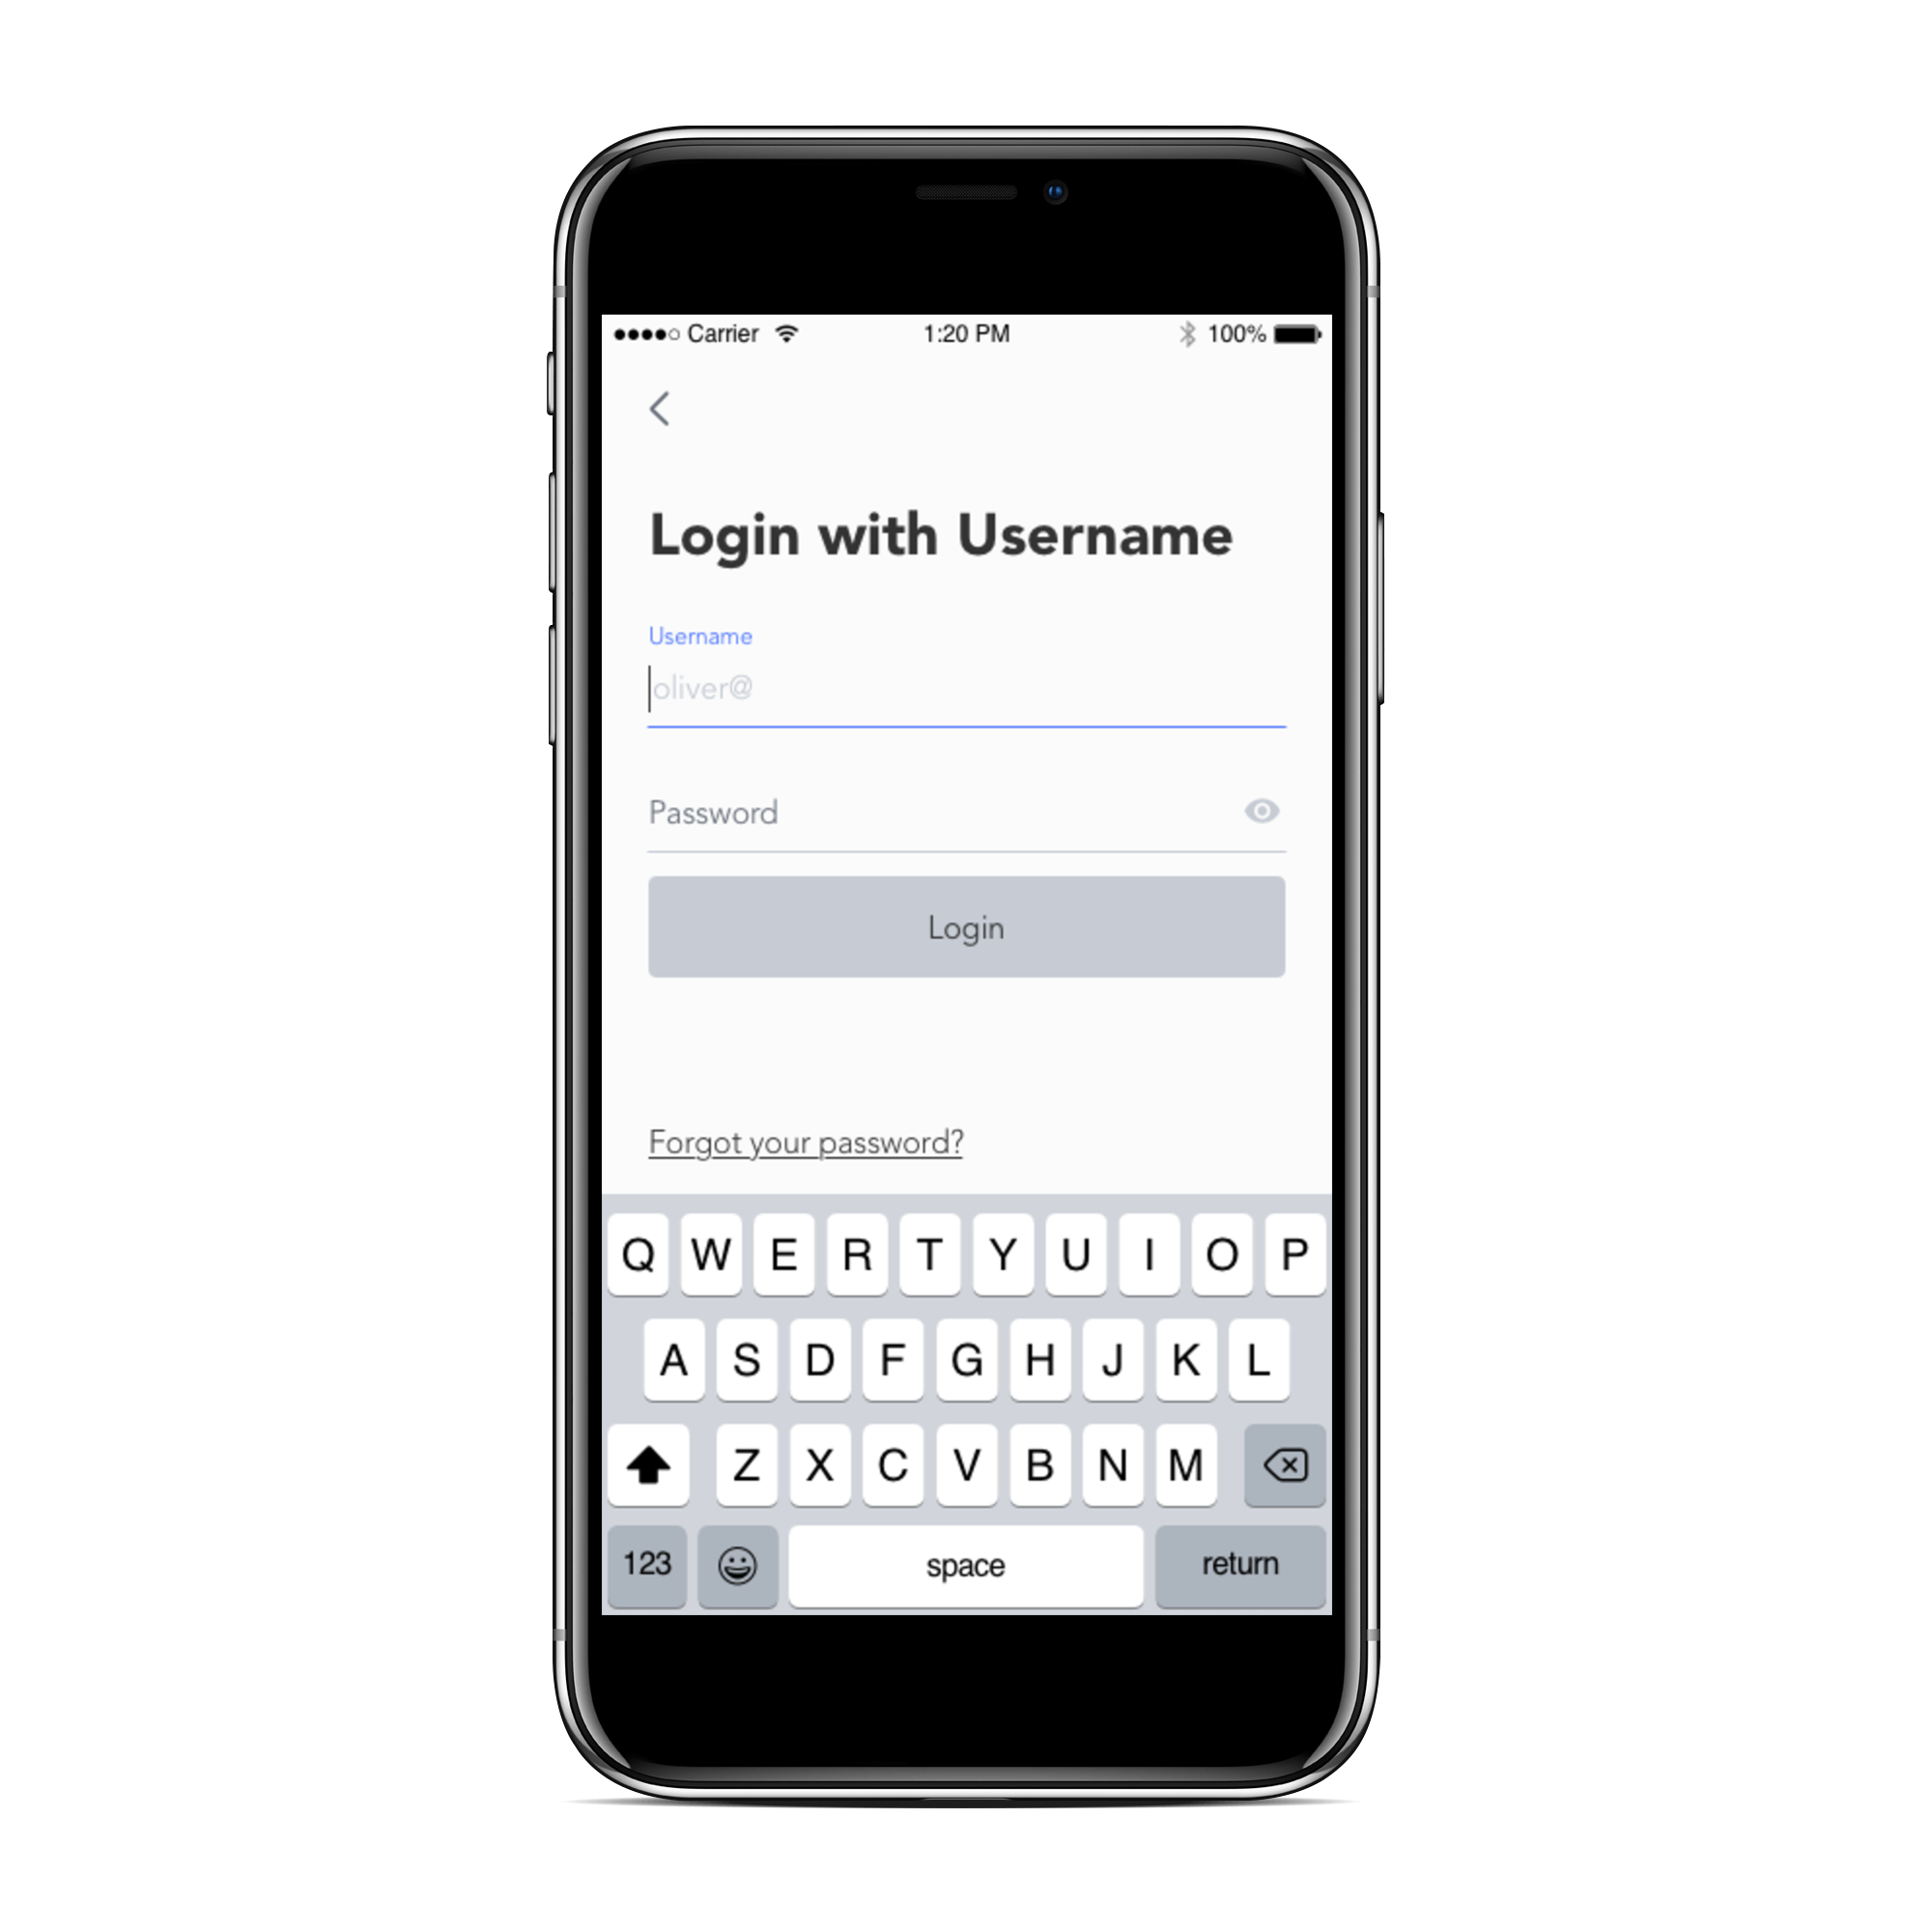 Carrier 1:20 PM 100%
Login with Username
Username
oliver@
Password
Login
Forgot your password?
Q W E R T Y U I O P
A S D F G H J K L
Z X C V B N M
123 space return